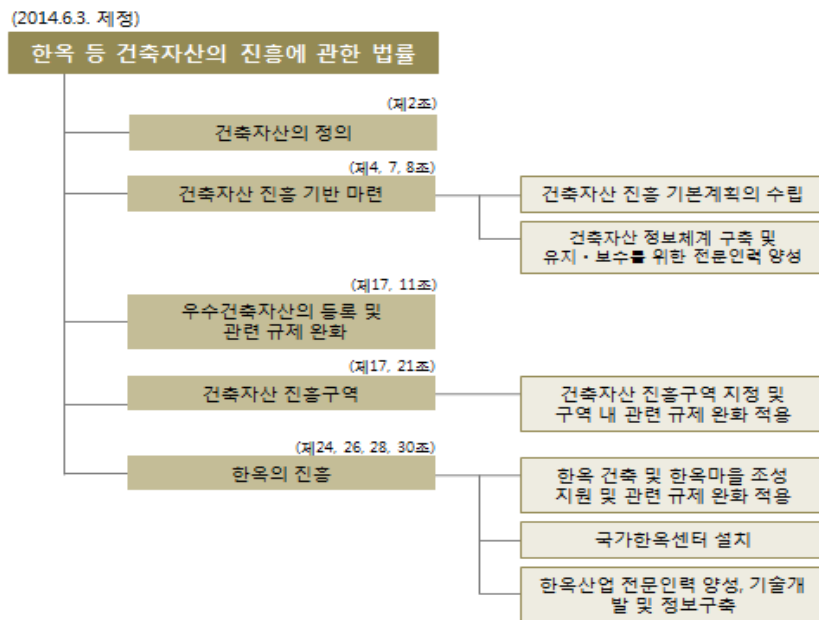 (2014.6.3. 제정)
한옥 등 건축자산의 진흥에 관한 법률
(제2조)
건축자산의 정의
(제4, 7, 8조)
건축자산 진흥 기반 마련
건축자산 진흥 기본계획의 수립
건축자산 정보체계 구축 및
유지・보수를 위한 전문인력 양성
(제17, 11조)
우수건축자산의 등록 및
관련 규제 완화
(제17, 21조)
건축자산 진흥구역
건축자산 진흥구역 지정 및
구역 내 관련 규제 완화 적용
(제24, 26, 28, 30조)
한옥의 진흥
한옥 건축 및 한옥마을 조성
지원 및 관련 규제 완화 적용
국가한옥센터 설치
한옥산업 전문인력 양성, 기술개
발 및 정보구축